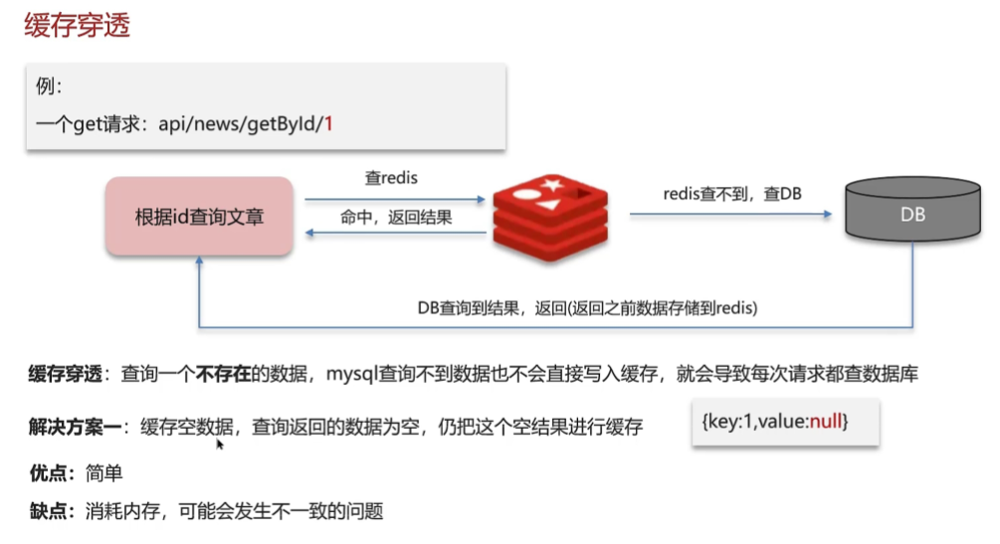 缓存穿透
例：
一个get请求：api/news/getById/1
查redis
redis查不到，查DB
根据id查询文章
命中，返回结果
DB
DB查询到结果，返回(返回之前数据存储到redis)
缓存穿透：查询一个不存在的数据，mysql查询不到数据也不会直接写入缓存，就会导致每次请求都查数据库
解决方案一：缓存空数据，查询返回的数据为空，仍把这个空结果进行缓存
{key:1,value:null}
优点：简单
缺点：消耗内存，可能会发生不一致的问题